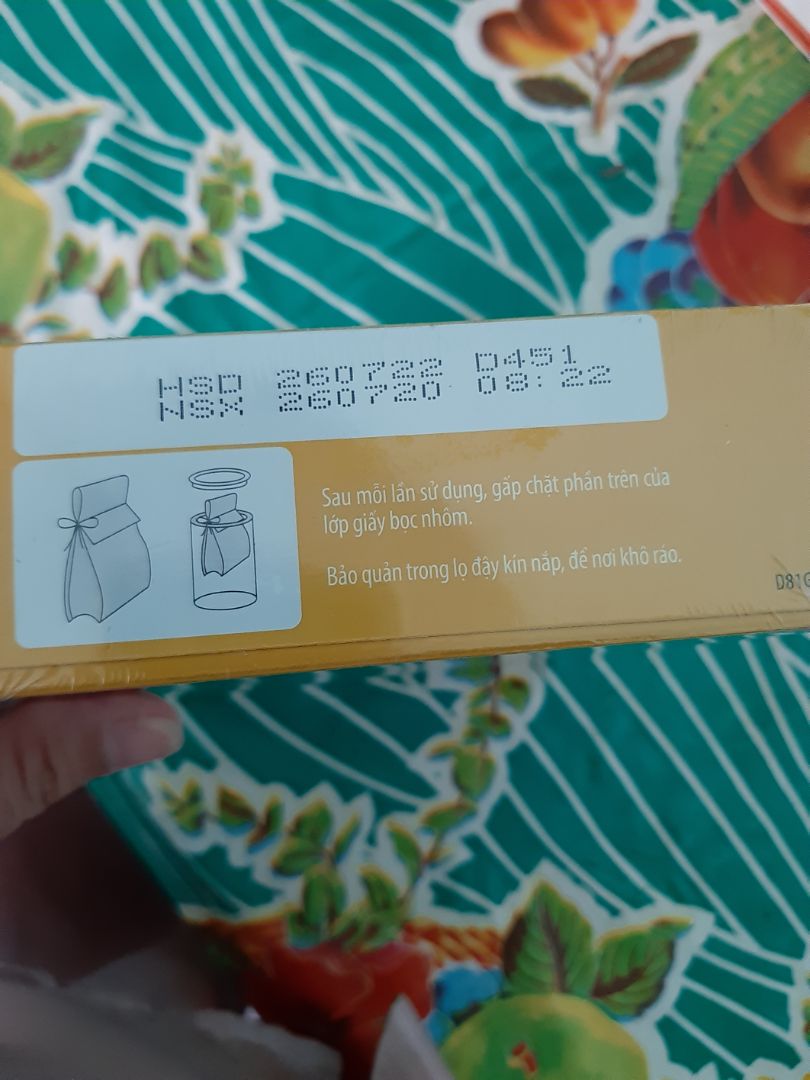 HSD 260722 D451
NSX 260720 08:22
Sau mỗi lần sử dụng, gấp chặt phần trên của
lớp giấy bọc nhôm.
Bảo quản trong lọ đậy kín nắp, để nơi khô ráo.